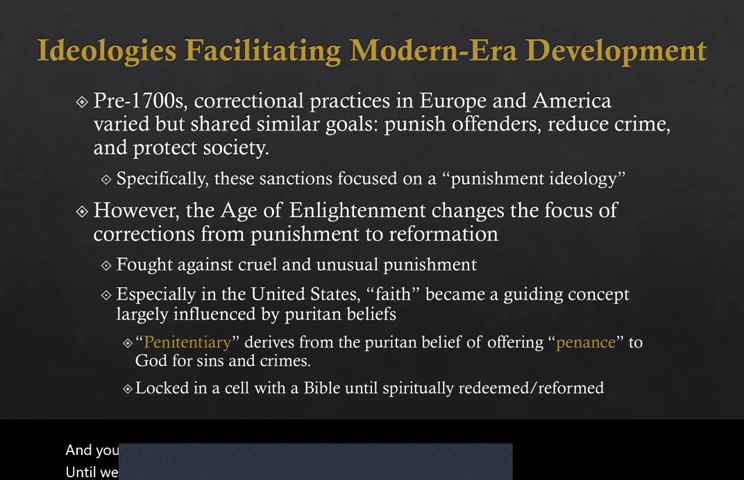 Ideologies Facilitating Modern-Era Development
Pre-1700s, correctional practices in Europe and America
varied but shared similar goals: punish offenders, reduce crime,
and protect society.
Specifically, these sanctions focused on a “punishment ideology”
However, the Age of Enlightenment changes the focus of
corrections from punishment to reformation
Fought against cruel and unusual punishment
Especially in the United States, “faith” became a guiding concept
largely influenced by puritan beliefs
“Penitentiary” derives from the puritan belief of offering “penance” to
God for sins and crimes.
Locked in a cell with a Bible until spiritually redeemed/reformed
And you
Until we